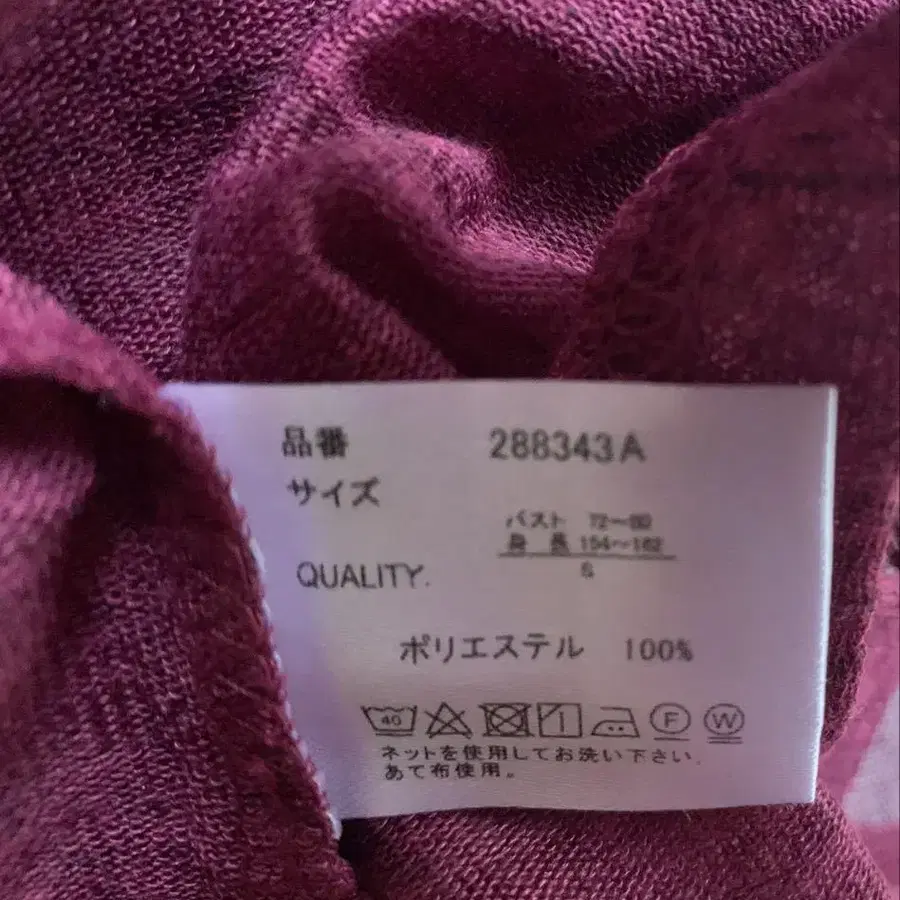 品番 288343A
サイズ
バスト 72～80
身長 154～162
S
QUALITY.
ポリエステル 100%
40 F W
ネットを使用してお洗い下さい.
あて布使用。